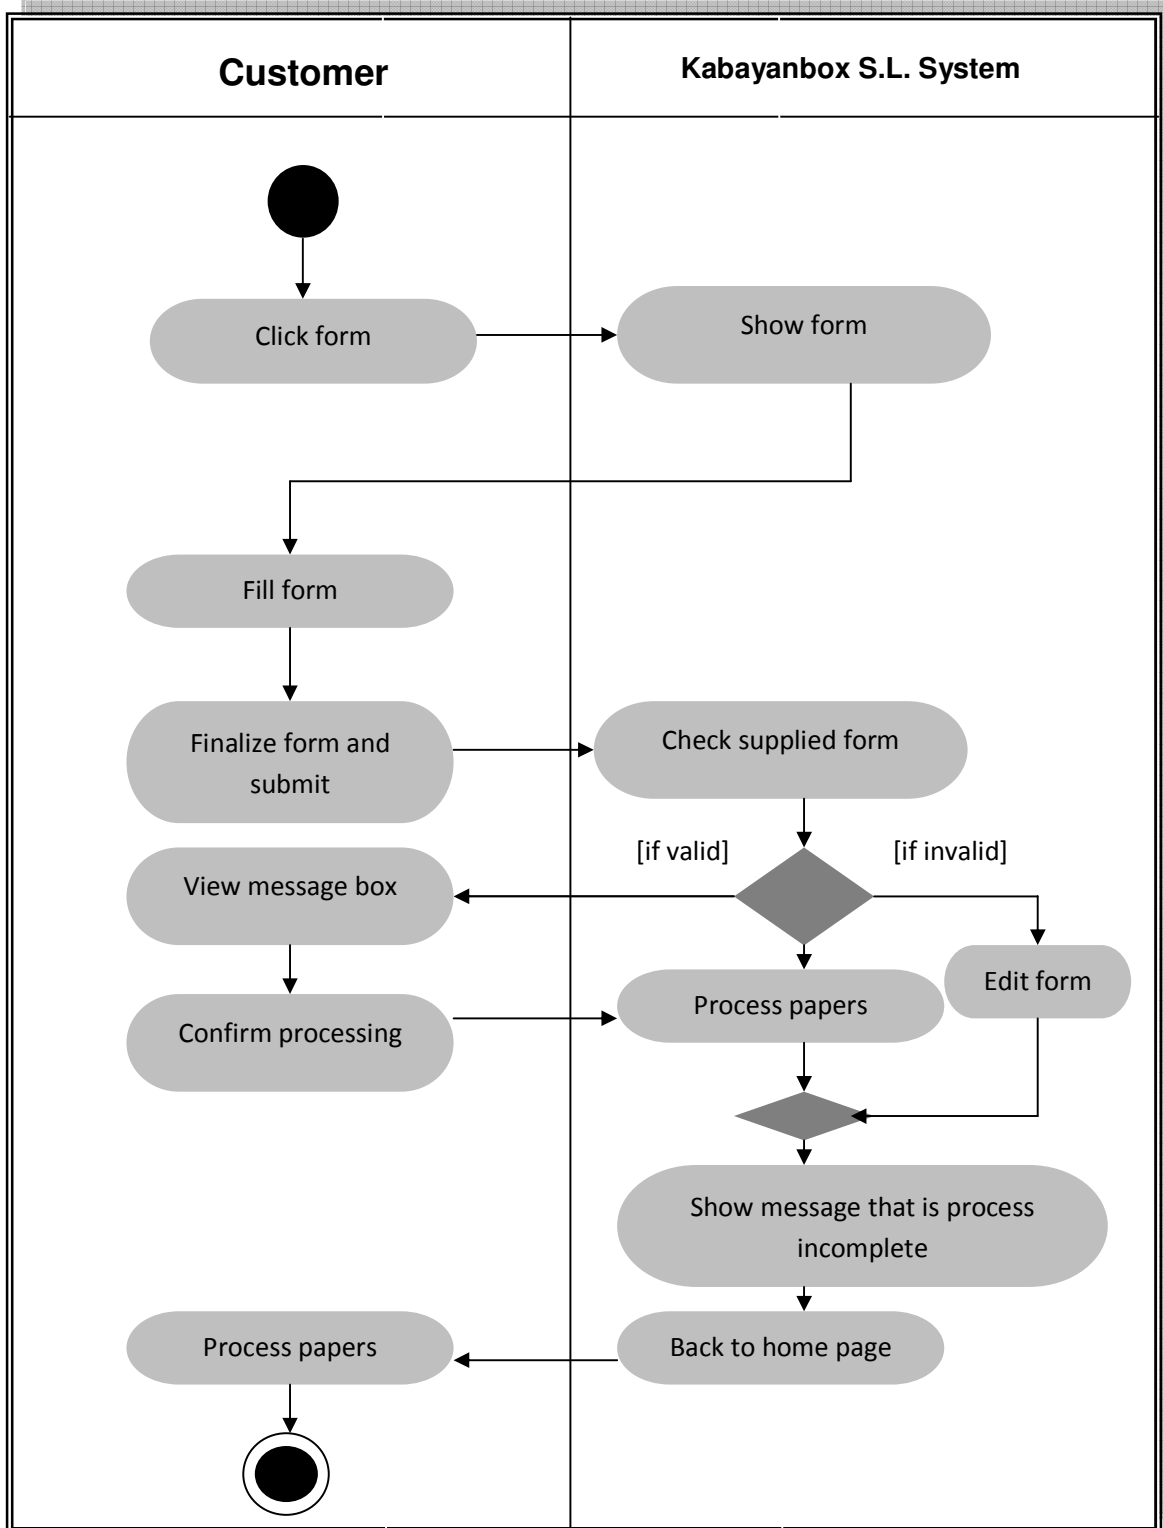 Customer
Kabayanbox S.L. System
Click form
Show form
Fill form
Finalize form and
submit
Check supplied form
[if valid]
[if invalid]
View message box
Edit form
Process papers
Confirm processing
Show message that is process
incomplete
Process papers
Back to home page